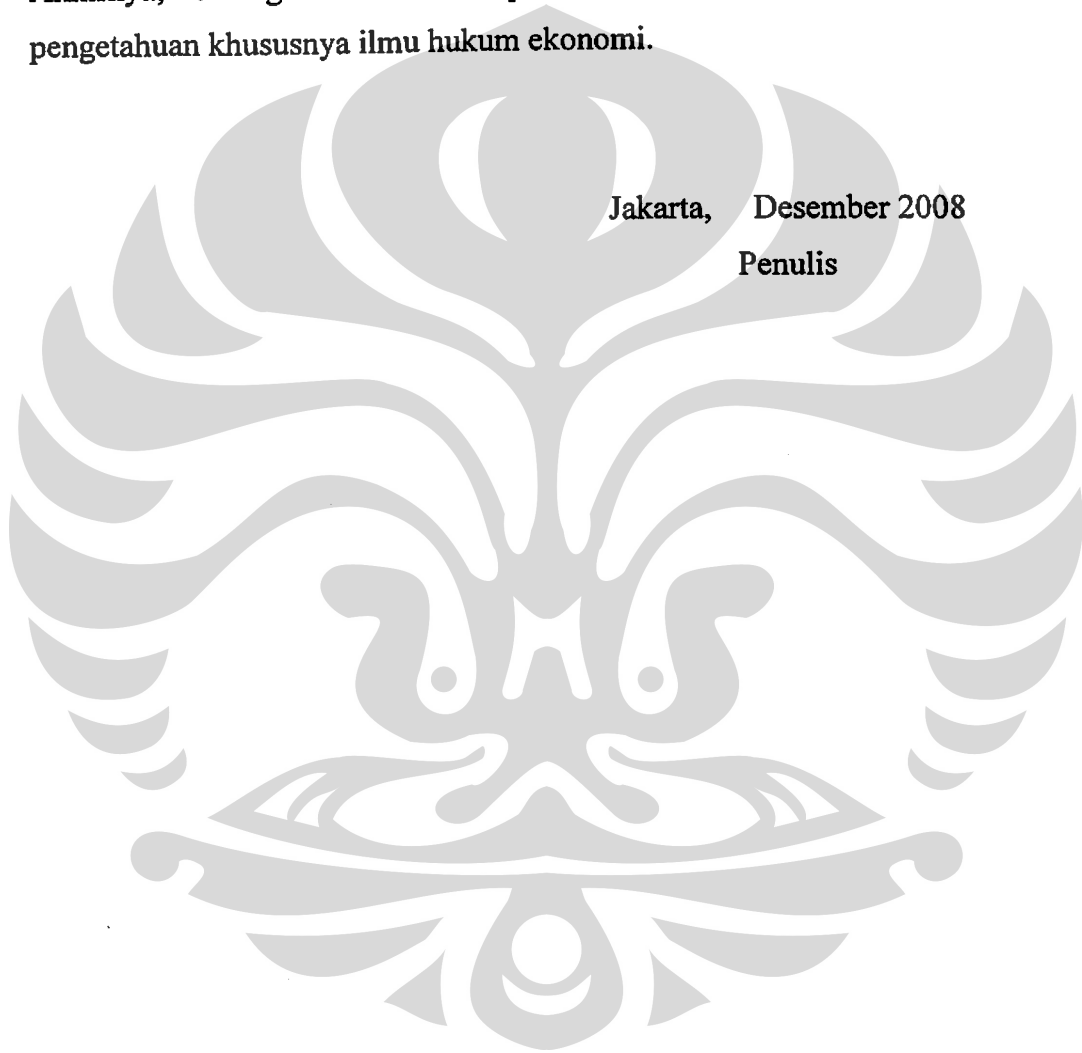 pengetahuan khususnya ilmu hukum ekonomi.
Jakarta, Desember 2008
Penulis